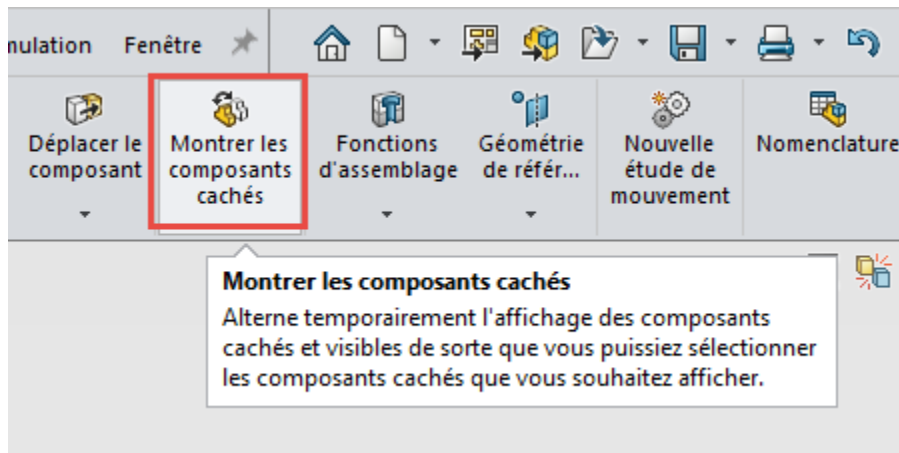 mulation Fenêtre
Déplacer le
composant
Montrer les
composants
cachés
Fonctions
d'assemblage
Géométrie
de référ...
Nouvelle
étude de
mouvement
Nomenclature
Montrer les composants cachés
Alterne temporairement l'affichage des composants
cachés et visibles de sorte que vous puissiez sélectionner
les composants cachés que vous souhaitez afficher.